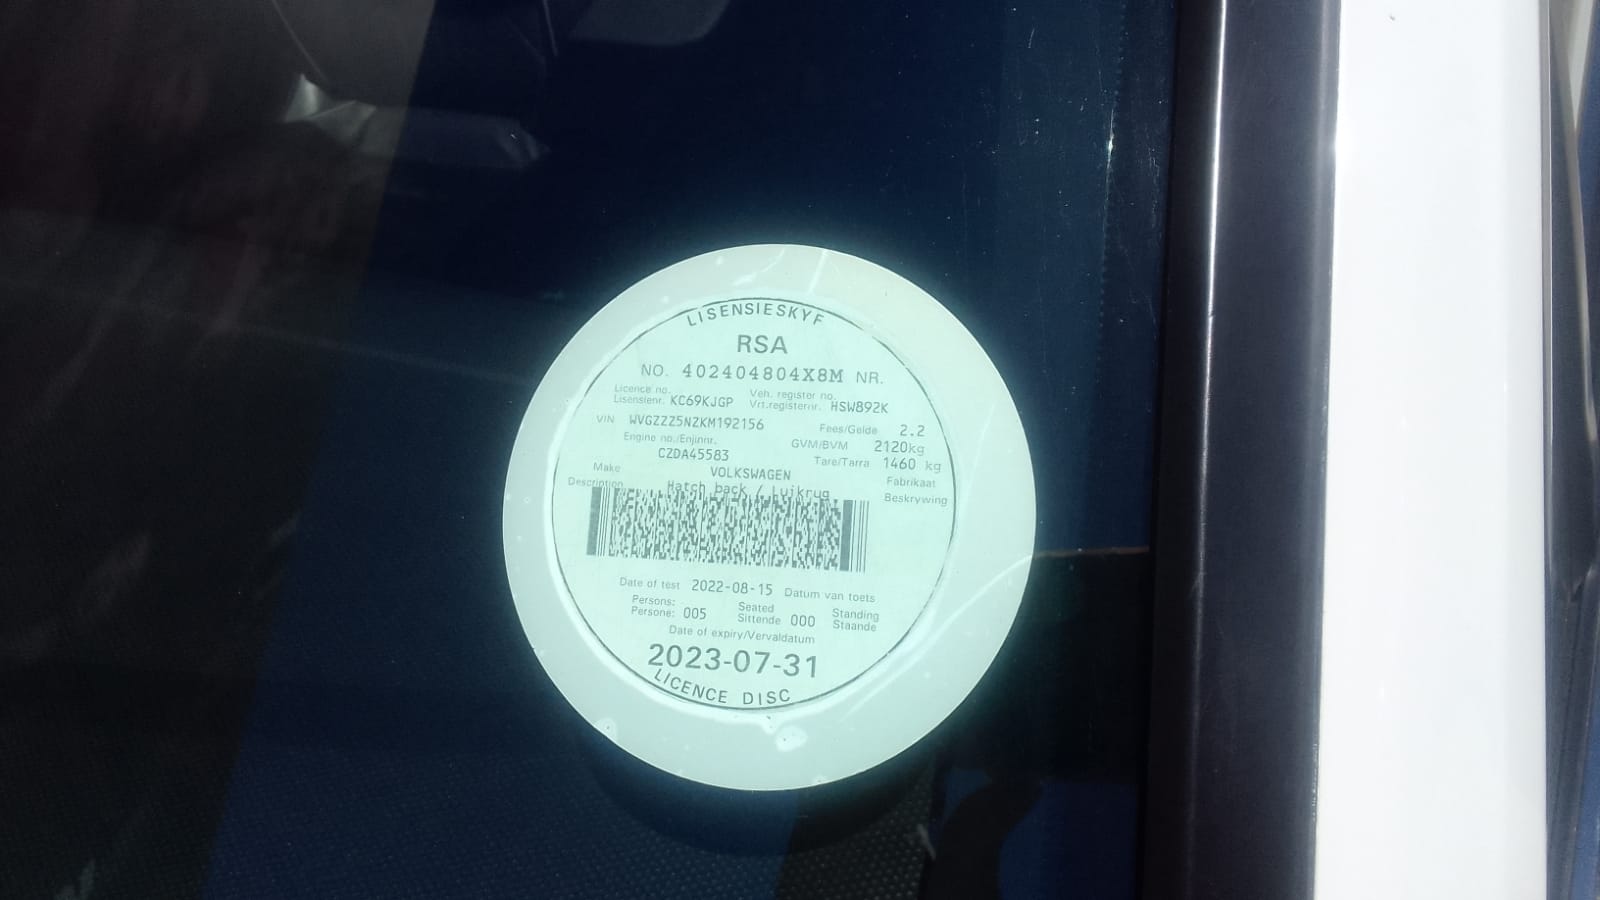 LISENSIESKYF
RSA
NO. 402404804X8M NR.
Licence no. Veh. register no.
Lisensienr. KC69KJGP Vrt.registernr. HSW892K
VIN WVGZZZ5NZKM192156 Fees/Gelde 2.2
Engine no./Enjinnr. GVM/BVM 2120kg
CZDA45583 Tare/Tarra 1460 kg
Make VOLKSWAGEN Fabrikaat
Description Hatch back / Luikrug Beskrywing
Date of test 2022-08-15 Datum van toets
Persons: Seated Standing
Persone: 005 Sittende 000 Staande
Date of expiry/Vervaldatum
2023-07-31
LICENCE DISC